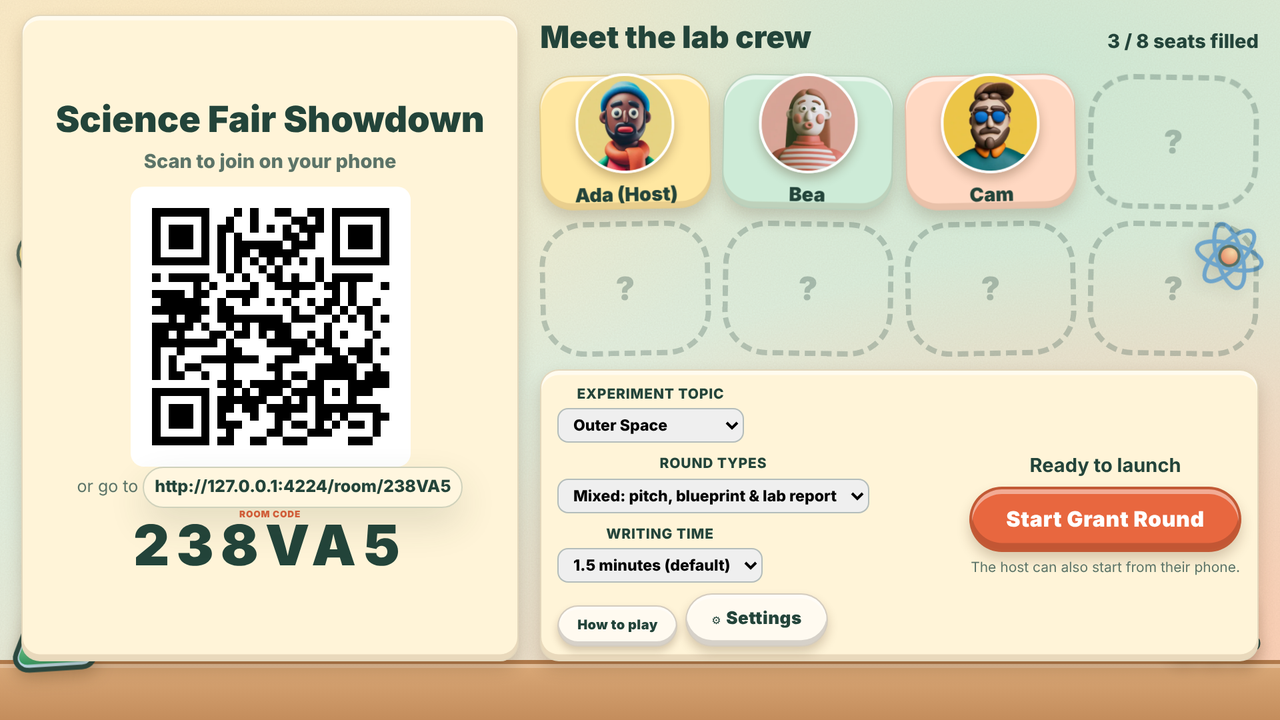 Science Fair Showdown
Scan to join on your phone
or go to http://127.0.0.1:4224/room/238VA5
ROOM CODE
238VA5
Meet the lab crew
3 / 8 seats filled
Ada (Host)
Bea
Cam
?
?
?
?
?
EXPERIMENT TOPIC
Outer Space
ROUND TYPES
Mixed: pitch, blueprint & lab report
WRITING TIME
1.5 minutes (default)
How to play
⚙ Settings
Ready to launch
Start Grant Round
The host can also start from their phone.